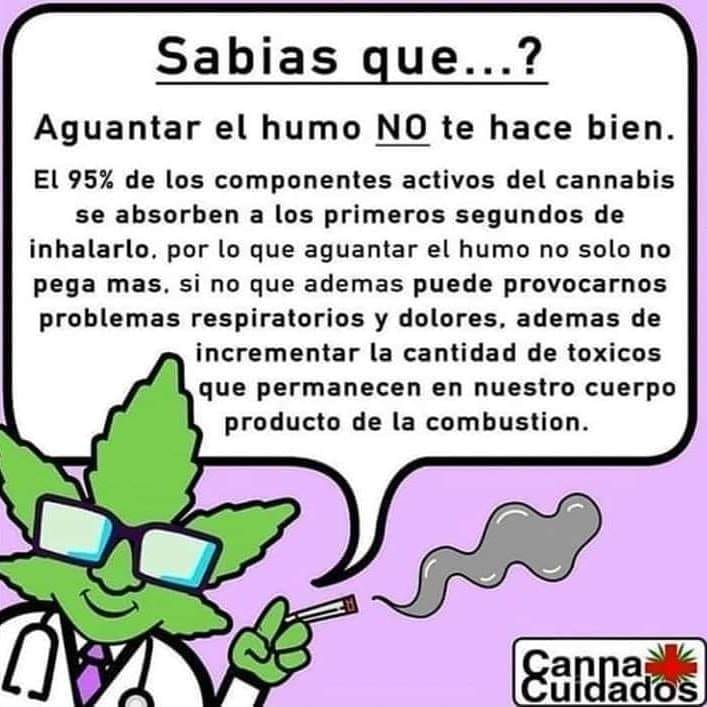 Sabias que...?
Aguantar el humo NO te hace bien.
El 95% de los componentes activos del cannabis
se absorben a los primeros segundos de
inhalarlo, por lo que aguantar el humo no solo no
pega mas, si no que ademas puede provocarnos
problemas respiratorios y dolores, ademas de
incrementar la cantidad de toxicos
que permanecen en nuestro cuerpo
producto de la combustion.
Canna
Cuidados